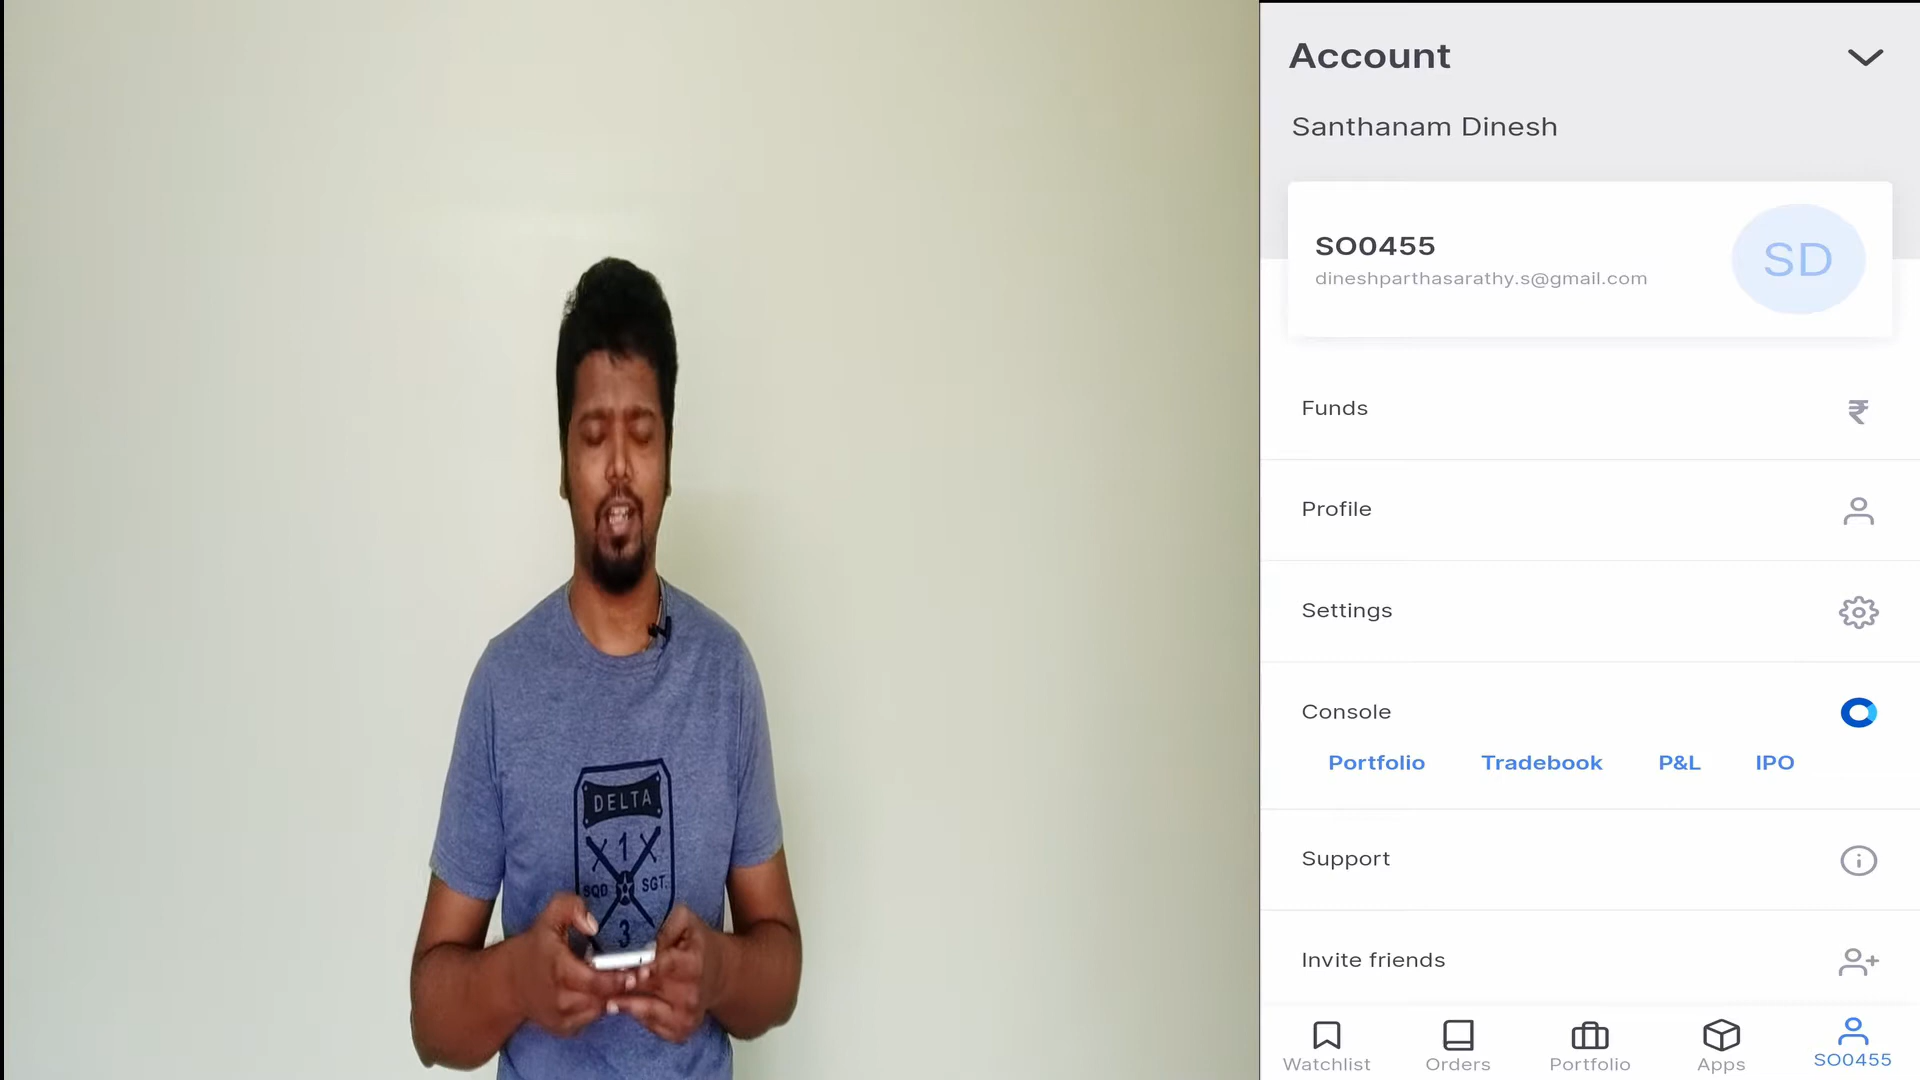 Account
Santhanam Dinesh
SO0455
dineshparthasarathy.s@gmail.com
SD
Funds
Profile
Settings
Console
Portfolio Tradebook P&L IPO
Support
Invite friends
Watchlist Orders Portfolio Apps SO0455
DELTA
1
SQD SGT.
3